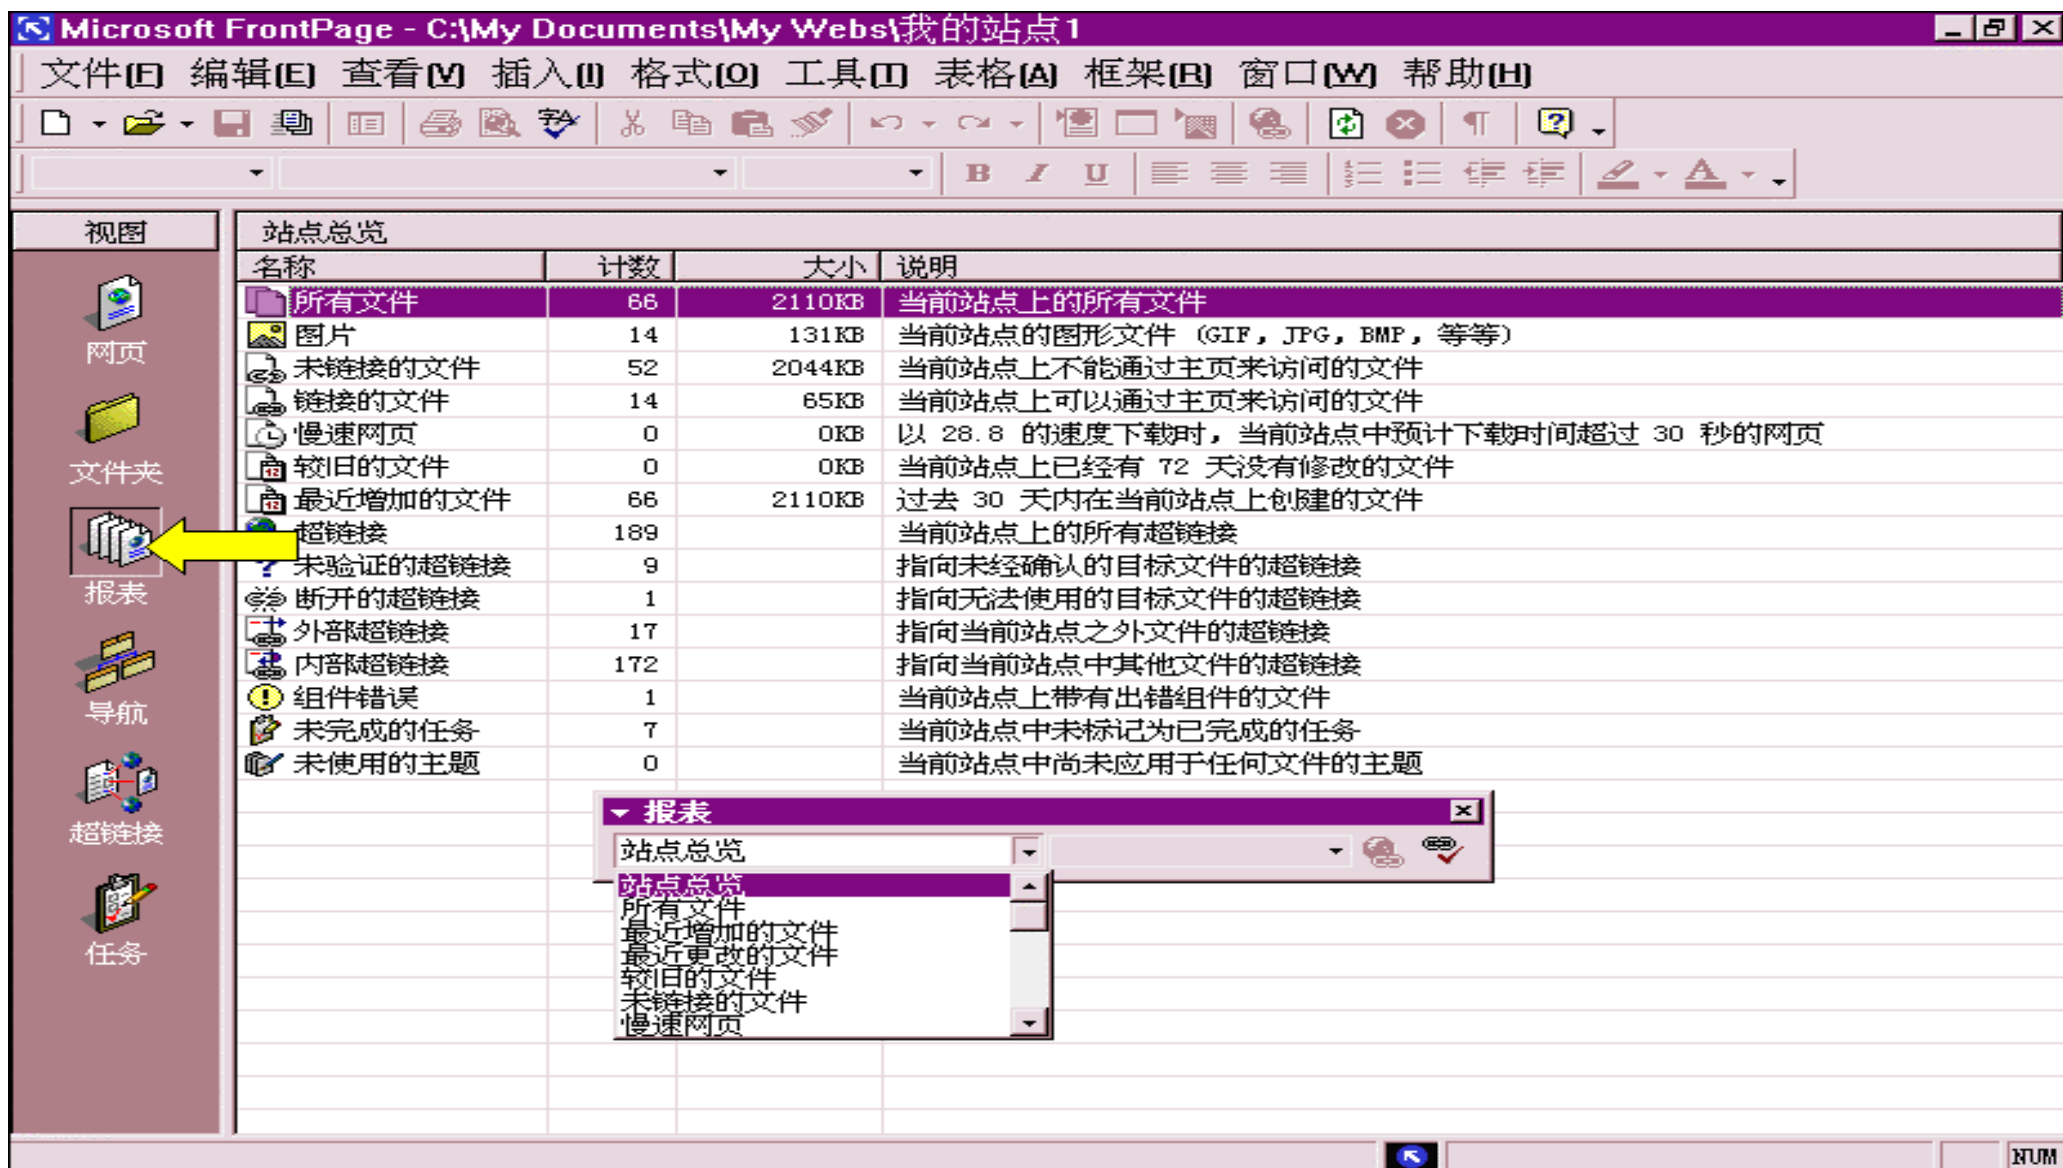 Microsoft FrontPage - C:\My Documents\My Webs\我的站点1
文件(F) 编辑(E) 查看(V) 插入(I) 格式(O) 工具(T) 表格(A) 框架(R) 窗口(W) 帮助(H)
B I U A
视图
站点总览
名称 计数 大小 说明
所有文件 66 2110KB 当前站点上的所有文件
图片 14 131KB 当前站点的图形文件 (GIF, JPG, BMP, 等等)
未链接的文件 52 2044KB 当前站点上不能通过主页来访问的文件
链接的文件 14 65KB 当前站点上可以通过主页来访问的文件
慢速网页 0 0KB 以 28.8 的速度下载时, 当前站点中预计下载时间超过 30 秒的网页
较旧的文件 0 0KB 当前站点上已经有 72 天没有修改的文件
最近增加的文件 66 2110KB 过去 30 天内在当前站点上创建的文件
超链接 189 当前站点上的所有超链接
未验证的超链接 9 指向未经确认的目标文件的超链接
断开的超链接 1 指向无法使用的目标文件的超链接
外部超链接 17 指向当前站点之外文件的超链接
内部超链接 172 指向当前站点中其他文件的超链接
组件错误 1 当前站点上带有出错组件的文件
未完成的任务 7 当前站点中未标记为已完成的任务
未使用的主题 0 当前站点中尚未应用于任何文件的主题
网页
文件夹
报表
导航
超链接
任务
报表
站点总览
站点总览
所有文件
最近增加的文件
最近更改的文件
较旧的文件
未链接的文件
慢速网页
NUM